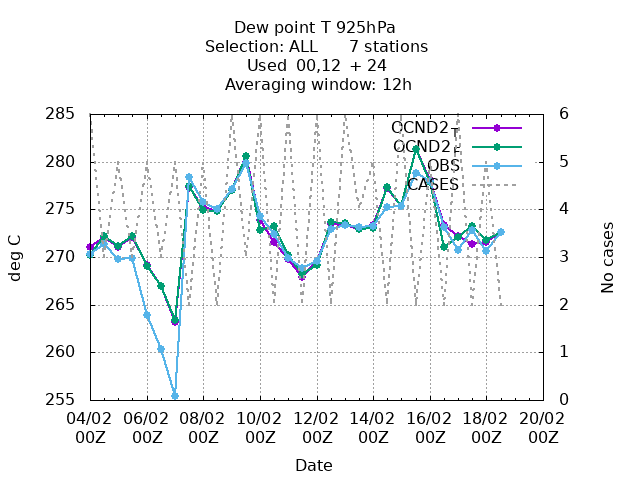 Dew point T 925hPa
Selection: ALL 7 stations
Used 00,12 + 24
Averaging window: 12h
285 6
OCND2T
280 OCND2r 5
OBS
CASES
275 4
270 3
265 2
260 1
255 0
deg C
No cases
04/02 06/02 08/02 10/02 12/02 14/02 16/02 18/02 20/02
00Z 00Z 00Z 00Z 00Z 00Z 00Z 00Z 00Z
Date